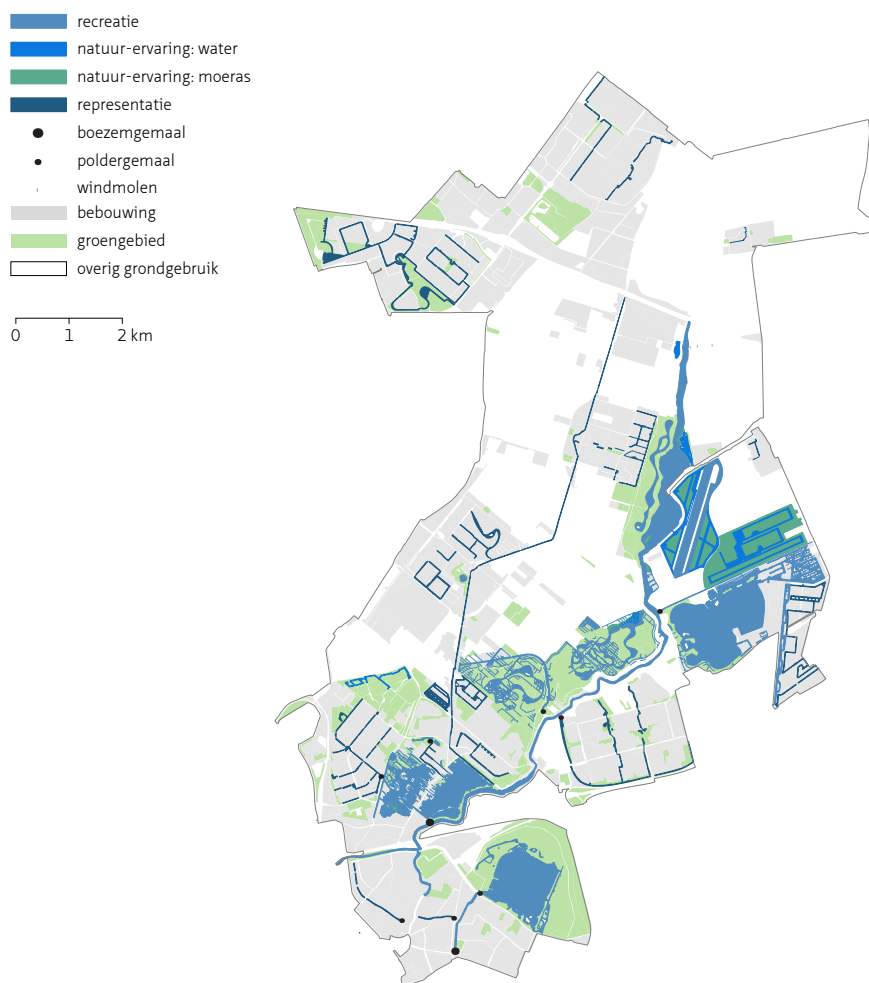 recreatie
natuur-ervaring: water
natuur-ervaring: moeras
representatie
boezemgemaal
poldergemaal
windmolen
bebouwing
groengebied
overig grondgebruik
0 1 2 km